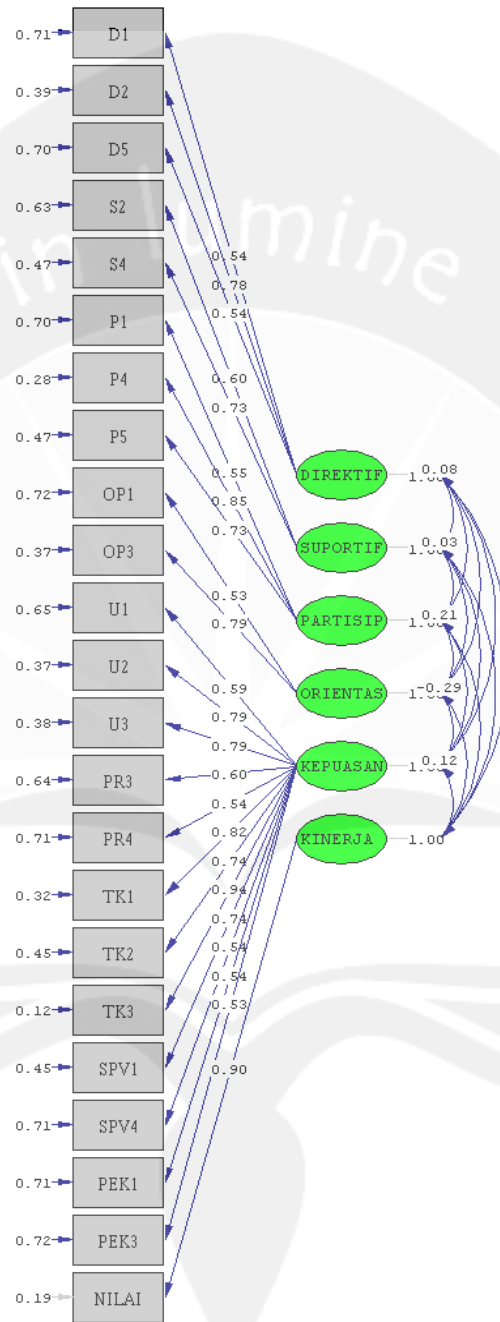 0.71 D1
0.39 D2
0.70 D5
0.63 S2
0.47 S4
0.70 P1
0.28 P4
0.47 P5
0.72 OP1
0.37 OP3
0.65 U1
0.37 U2
0.38 U3
0.64 PR3
0.71 PR4
0.32 TK1
0.45 TK2
0.12 TK3
0.45 SPV1
0.71 SPV4
0.71 PEK1
0.72 PEK3
0.19 NILAI
in lumine
0.54
0.78
0.54
0.60
0.73
0.55
0.85
0.73
0.53
0.79
0.59
0.79
0.79
0.60
0.54
0.82
0.74
0.94
0.74
0.54
0.54
0.53
0.90
DIREKTIF 0.08
SUPORTIF 0.03
PARTISIP 0.21
ORIENTAS -0.29
KEPUASAN 0.12
KINERJA 1.00